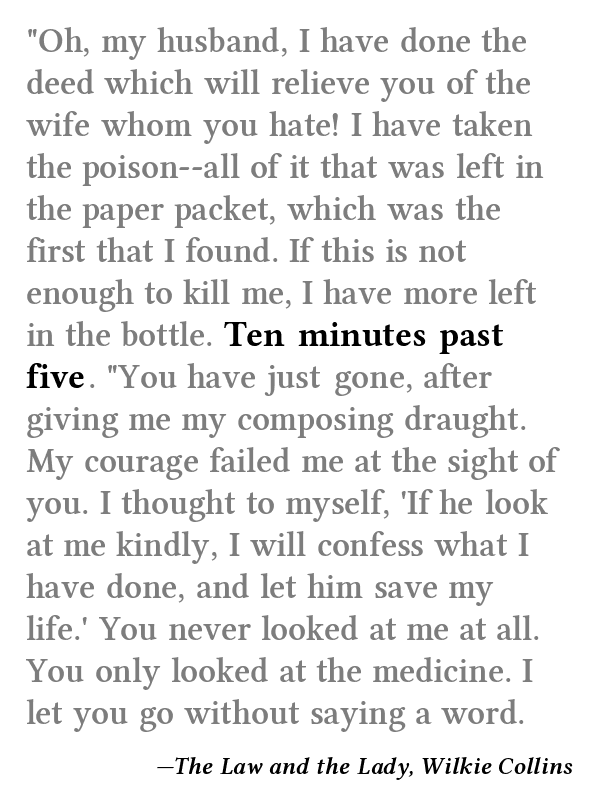 "Oh, my husband, I have done the
deed which will relieve you of the
wife whom you hate! I have taken
the poison--all of it that was left in
the paper packet, which was the
first that I found. If this is not
enough to kill me, I have more left
in the bottle. Ten minutes past
five. "You have just gone, after
giving me my composing draught.
My courage failed me at the sight of
you. I thought to myself, 'If he look
at me kindly, I will confess what I
have done, and let him save my
life.' You never looked at me at all.
You only looked at the medicine. I
let you go without saying a word.
—The Law and the Lady, Wilkie Collins